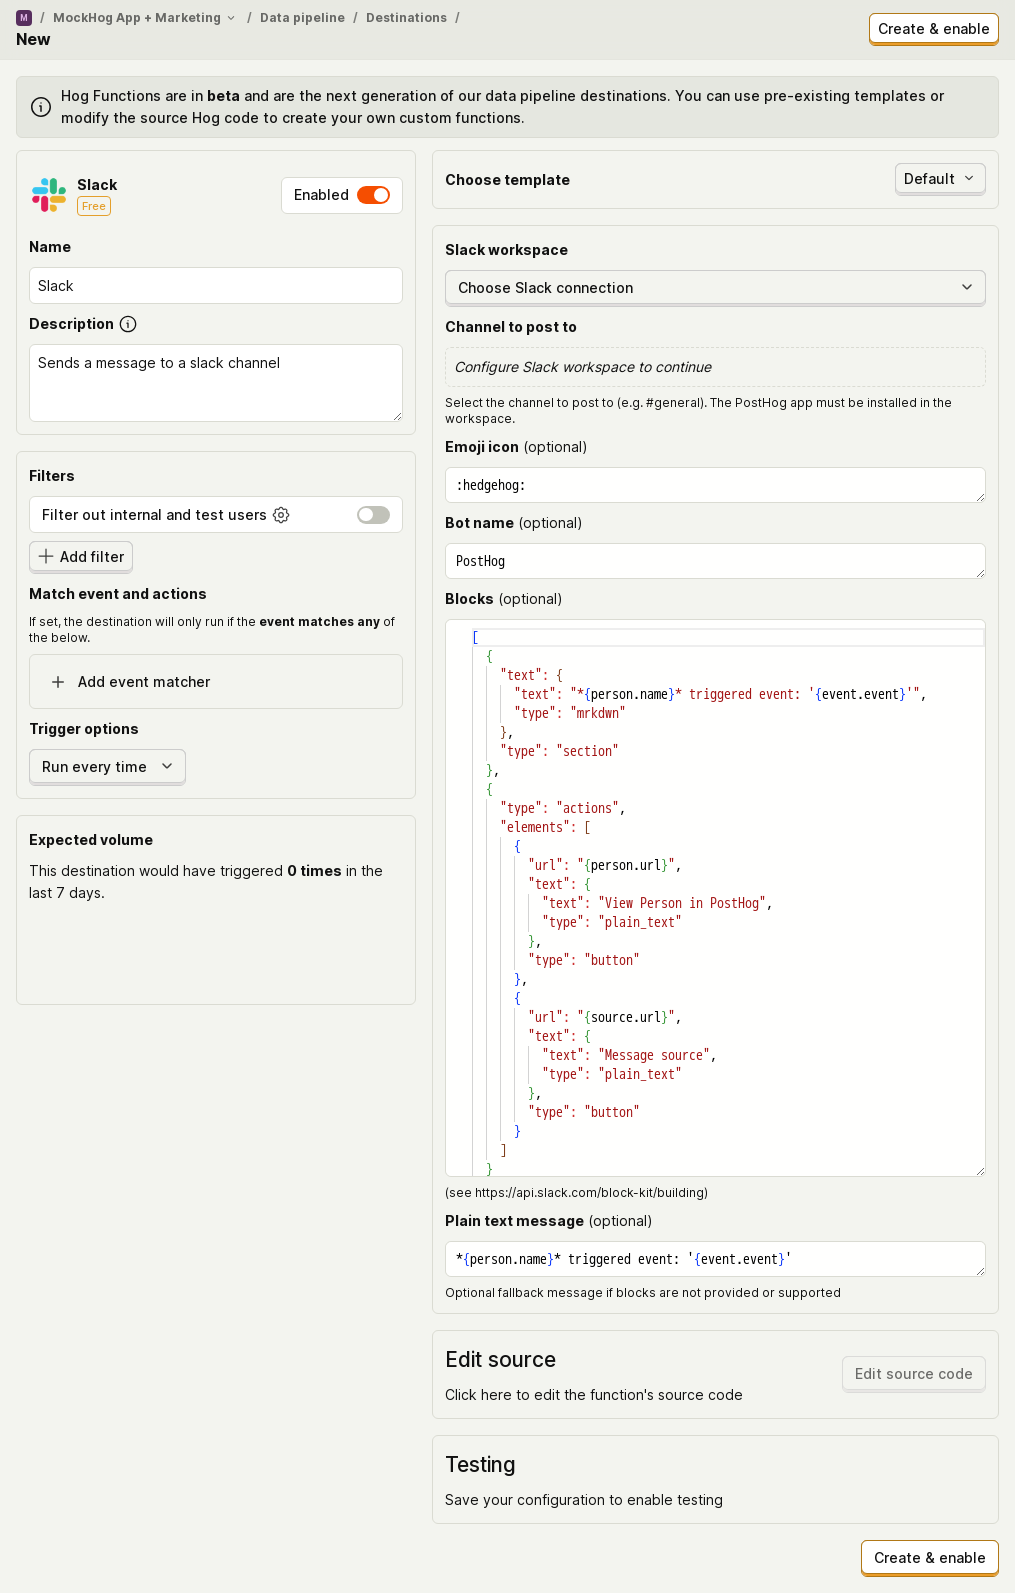 M / MockHog App + Marketing / Data pipeline / Destinations /
New
Create & enable
Hog Functions are in beta and are the next generation of our data pipeline destinations. You can use pre-existing templates or
modify the source Hog code to create your own custom functions.
Slack
Free
Enabled
Name
Slack
Description
Sends a message to a slack channel
Filters
Filter out internal and test users
Add filter
Match event and actions
If set, the destination will only run if the event matches any of
the below.
Add event matcher
Trigger options
Run every time
Expected volume
This destination would have triggered 0 times in the
last 7 days.
Choose template
Default
Slack workspace
Choose Slack connection
Channel to post to
Configure Slack workspace to continue
Select the channel to post to (e.g. #general). The PostHog app must be installed in the
workspace.
Emoji icon (optional)
:hedgehog:
Bot name (optional)
PostHog
Blocks (optional)
[
  {
    "text": {
      "text": "*{person.name}* triggered event: '{event.event}'",
      "type": "mrkdwn"
    },
    "type": "section"
  },
  {
    "type": "actions",
    "elements": [
      {
        "url": "{person.url}",
        "text": {
          "text": "View Person in PostHog",
          "type": "plain_text"
        },
        "type": "button"
      },
      {
        "url": "{source.url}",
        "text": {
          "text": "Message source",
          "type": "plain_text"
        },
        "type": "button"
      }
    ]
  }
(see https://api.slack.com/block-kit/building)
Plain text message (optional)
*{person.name}* triggered event: '{event.event}'
Optional fallback message if blocks are not provided or supported
Edit source
Click here to edit the function's source code
Edit source code
Testing
Save your configuration to enable testing
Create & enable